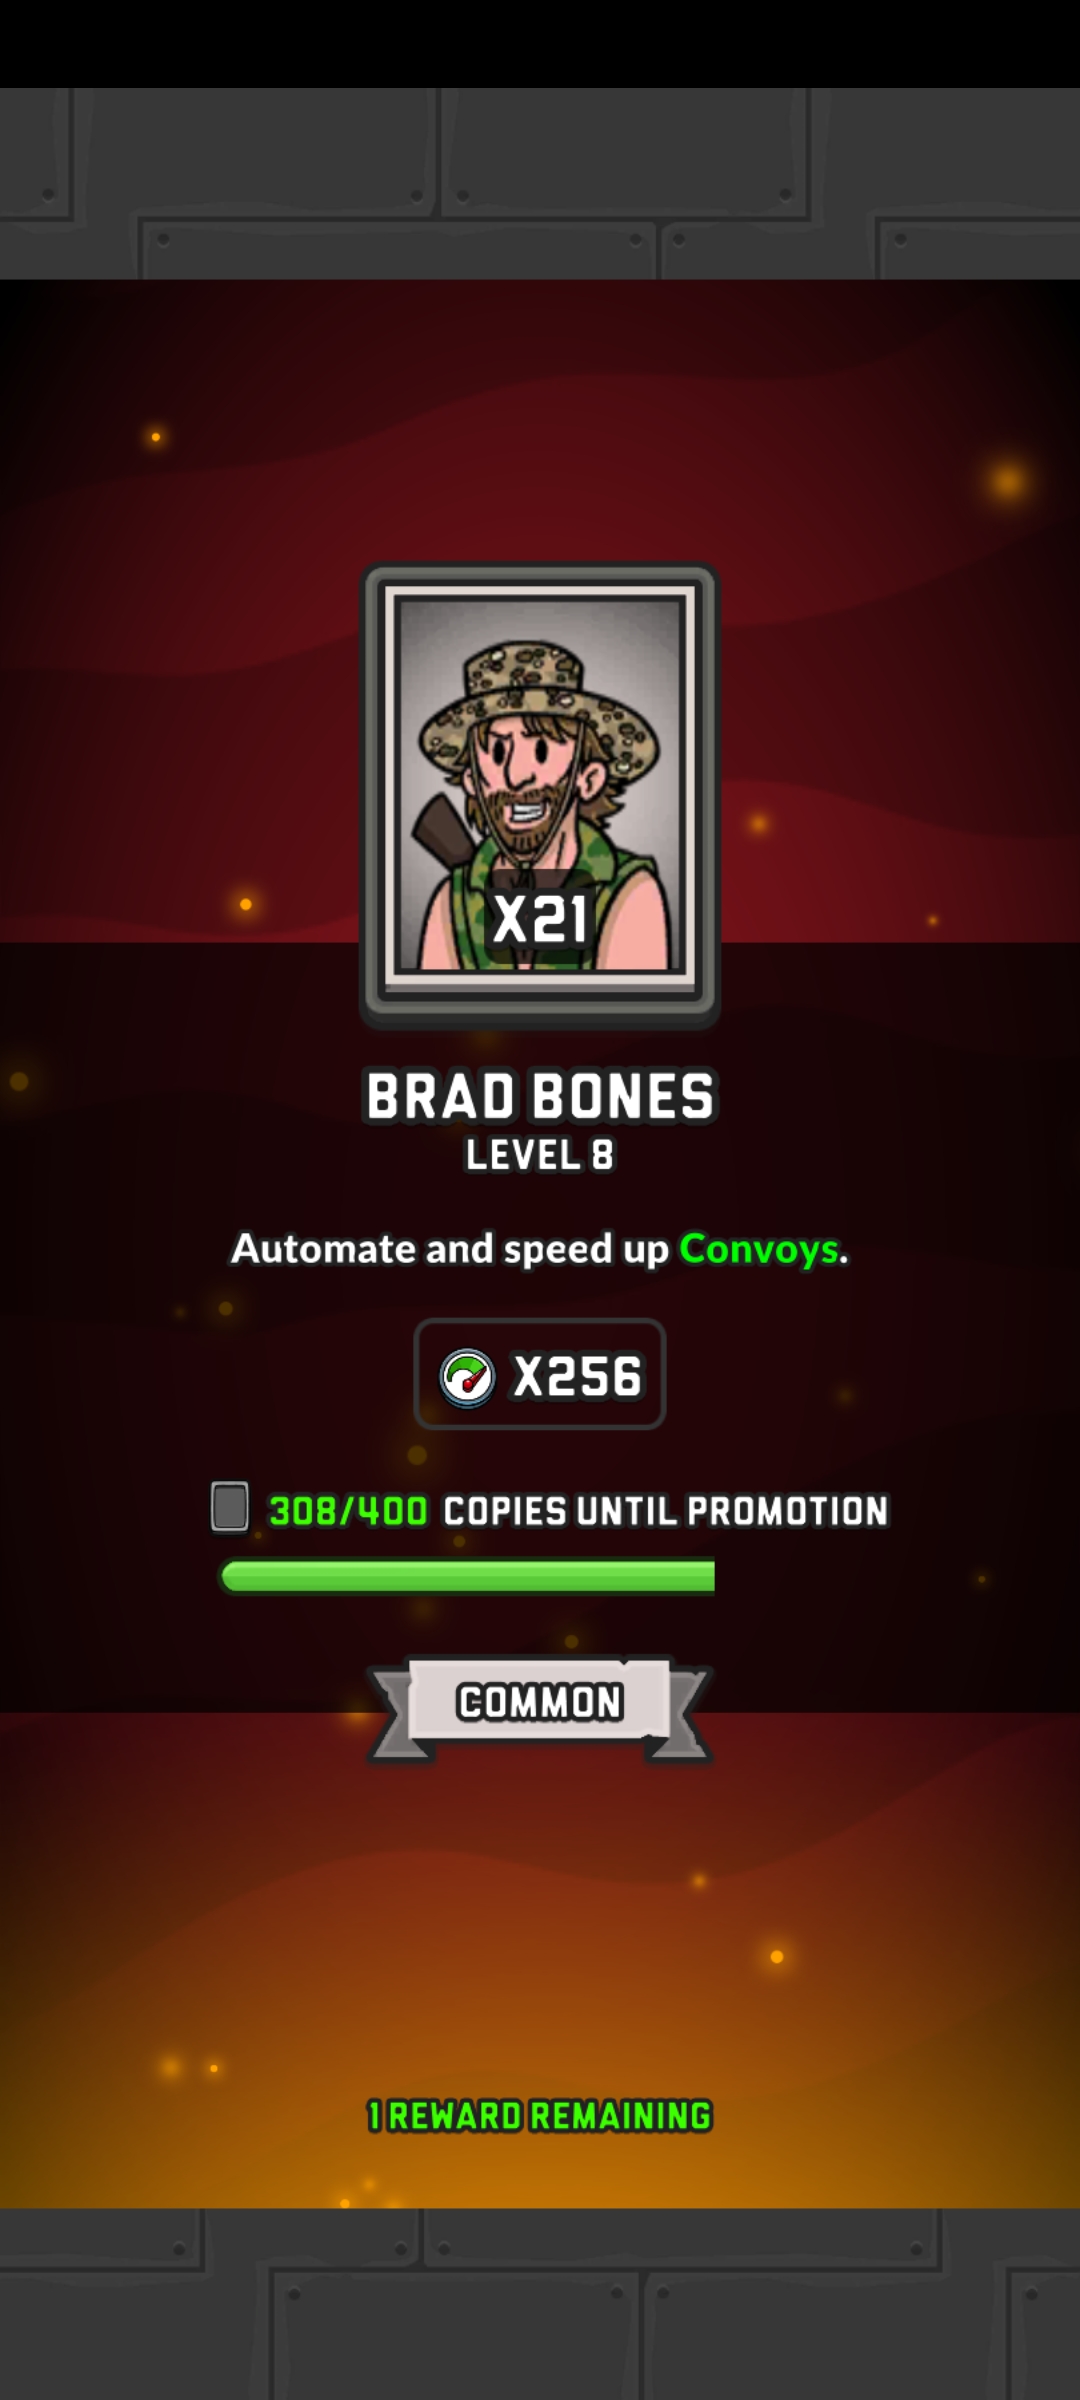 X21
BRAD BONES
LEVEL 8
Automate and speed up Convoys.
X256
308/400 COPIES UNTIL PROMOTION
COMMON
1 REWARD REMAINING